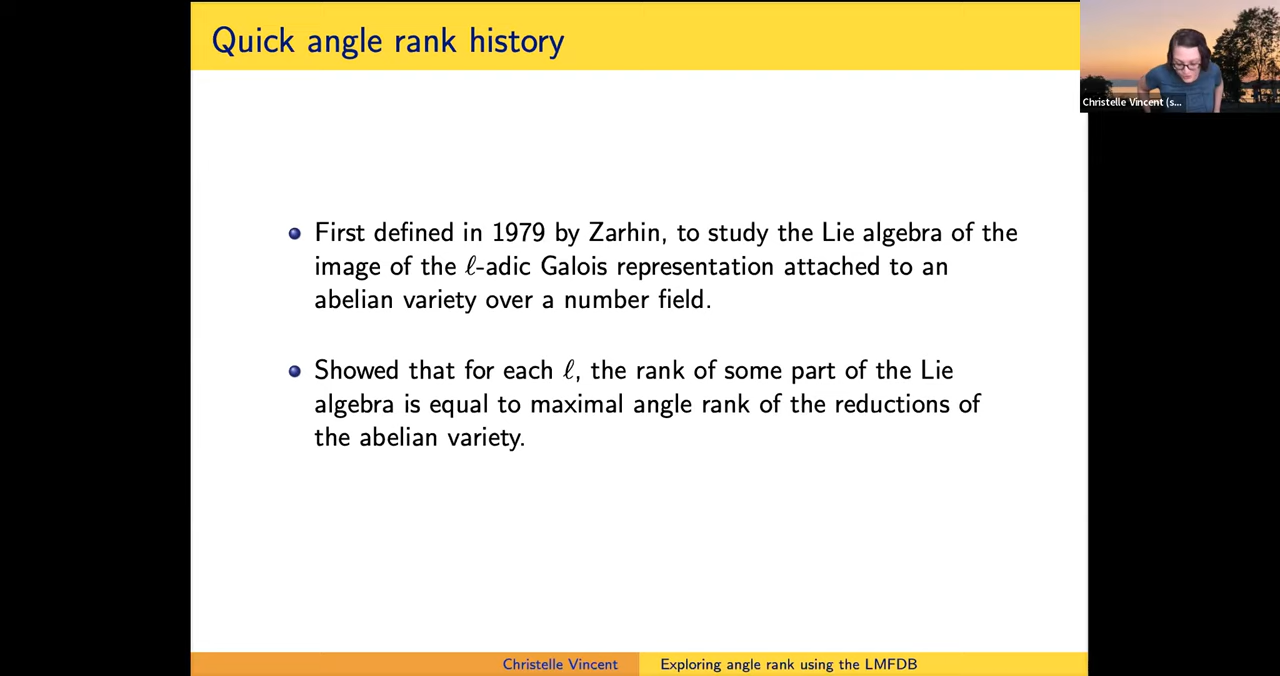 Quick angle rank history
Christelle Vincent (s...
First defined in 1979 by Zarhin, to study the Lie algebra of the
image of the ℓ-adic Galois representation attached to an
abelian variety over a number field.
Showed that for each ℓ, the rank of some part of the Lie
algebra is equal to maximal angle rank of the reductions of
the abelian variety.
Christelle Vincent
Exploring angle rank using the LMFDB